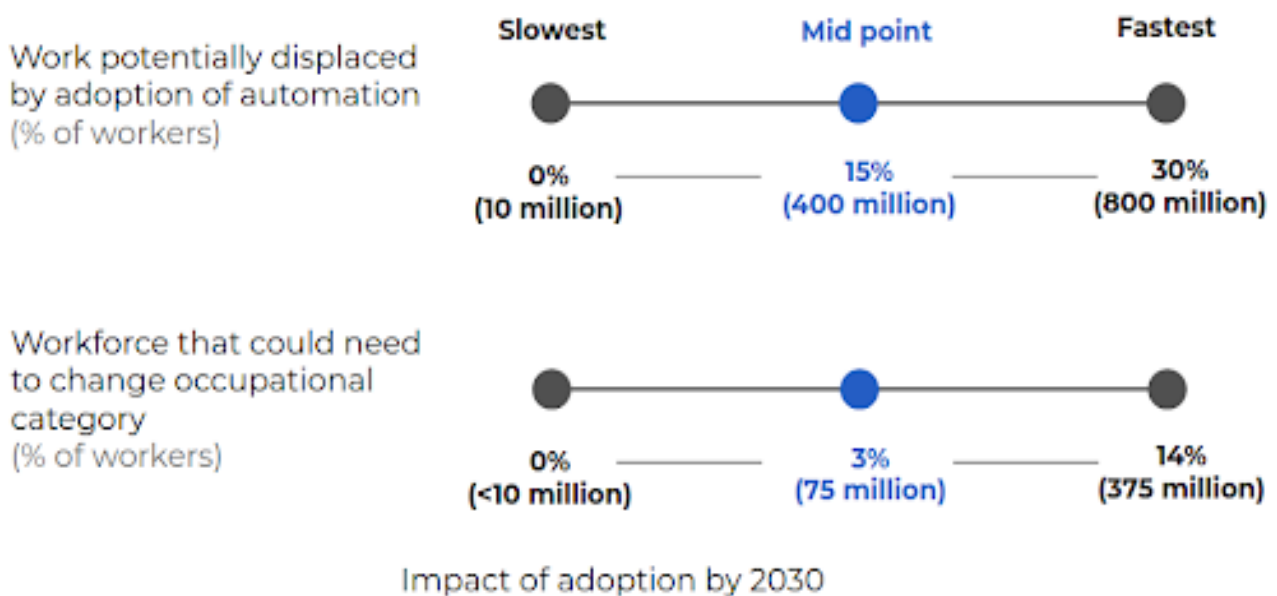 Slowest Mid point Fastest
Work potentially displaced
by adoption of automation
(% of workers)
0% 15% 30%
(10 million) (400 million) (800 million)
Workforce that could need
to change occupational
category
(% of workers)
0% 3% 14%
(<10 million) (75 million) (375 million)
Impact of adoption by 2030